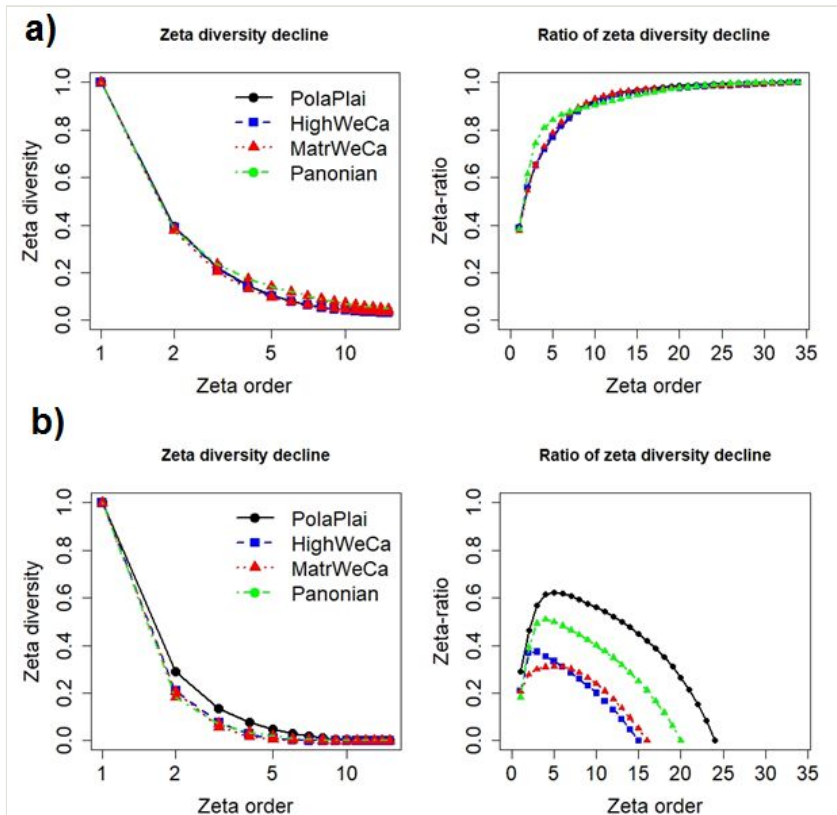 a)
Zeta diversity decline
Ratio of zeta diversity decline
Zeta diversity
0.0 0.2 0.4 0.6 0.8 1.0
PolaPlai
HighWeCa
MatrWeCa
Panonian
1 2 5 10
Zeta order
Zeta-ratio
0.0 0.2 0.4 0.6 0.8 1.0
0 5 10 15 20 25 30 35
Zeta order
b)
Zeta diversity decline
Ratio of zeta diversity decline
Zeta diversity
0.0 0.2 0.4 0.6 0.8 1.0
PolaPlai
HighWeCa
MatrWeCa
Panonian
1 2 5 10
Zeta order
Zeta-ratio
0.0 0.2 0.4 0.6 0.8 1.0
0 5 10 15 20 25 30 35
Zeta order